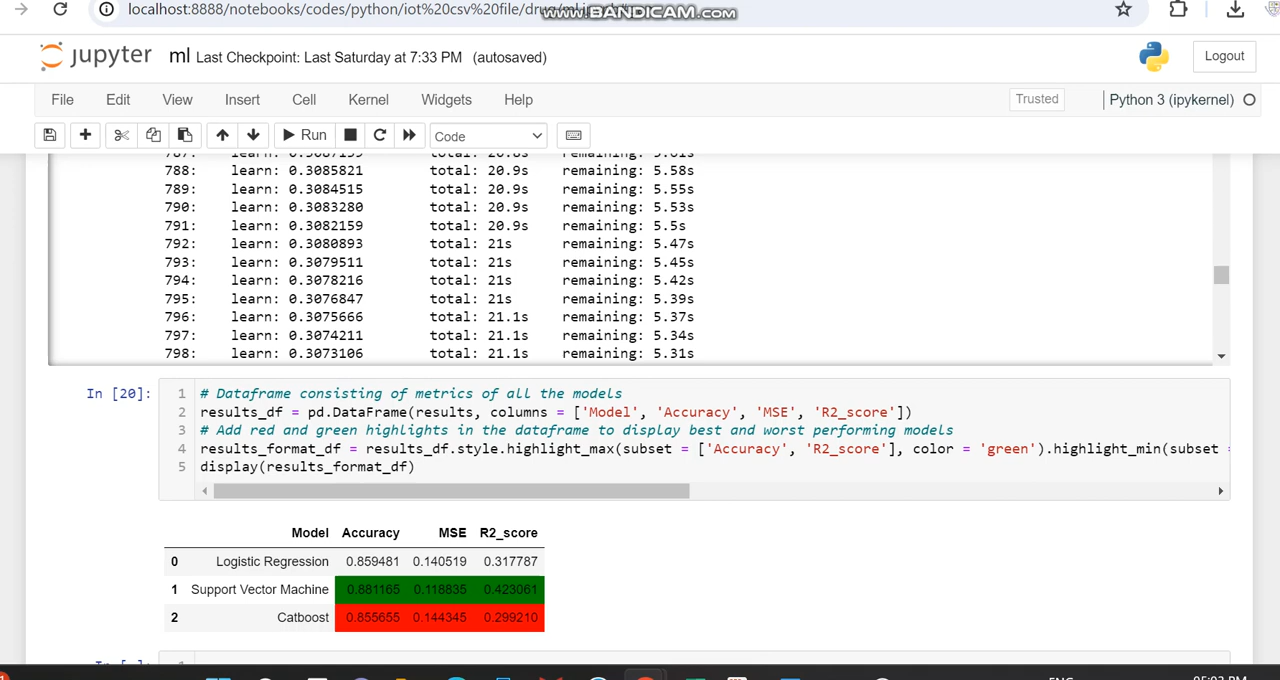 localhost:8888/notebooks/codes/python/iot%20csv%20file/dru
www.BANDICAM.com
jupyter ml Last Checkpoint: Last Saturday at 7:33 PM (autosaved)
Logout
File Edit View Insert Cell Kernel Widgets Help
Trusted
Python 3 (ipykernel)
Run
Code
787: learn: 0.3087159 total: 20.8s remaining: 5.61s
788: learn: 0.3085821 total: 20.9s remaining: 5.58s
789: learn: 0.3084515 total: 20.9s remaining: 5.55s
790: learn: 0.3083280 total: 20.9s remaining: 5.53s
791: learn: 0.3082159 total: 20.9s remaining: 5.5s
792: learn: 0.3080893 total: 21s remaining: 5.47s
793: learn: 0.3079511 total: 21s remaining: 5.45s
794: learn: 0.3078216 total: 21s remaining: 5.42s
795: learn: 0.3076847 total: 21s remaining: 5.39s
796: learn: 0.3075666 total: 21.1s remaining: 5.37s
797: learn: 0.3074211 total: 21.1s remaining: 5.34s
798: learn: 0.3073106 total: 21.1s remaining: 5.31s
In [20]:
1 # Dataframe consisting of metrics of all the models
2 results_df = pd.DataFrame(results, columns = ['Model', 'Accuracy', 'MSE', 'R2_score'])
3 # Add red and green highlights in the dataframe to display best and worst performing models
4 results_format_df = results_df.style.highlight_max(subset = ['Accuracy', 'R2_score'], color = 'green').highlight_min(subset =
5 display(results_format_df)
Model Accuracy MSE R2_score
0 Logistic Regression 0.859481 0.140519 0.317787
1 Support Vector Machine 0.881165 0.118835 0.423061
2 Catboost 0.855655 0.144345 0.299210